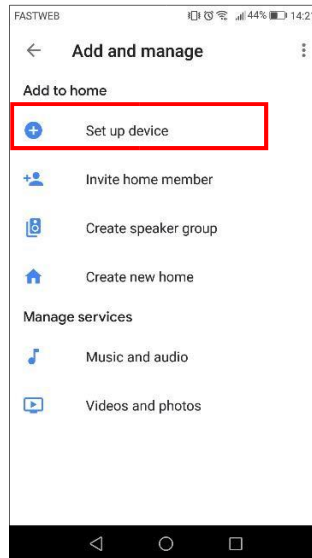 FASTWEB 44% 14:21
Add and manage
Add to home
Set up device
Invite home member
Create speaker group
Create new home
Manage services
Music and audio
Videos and photos